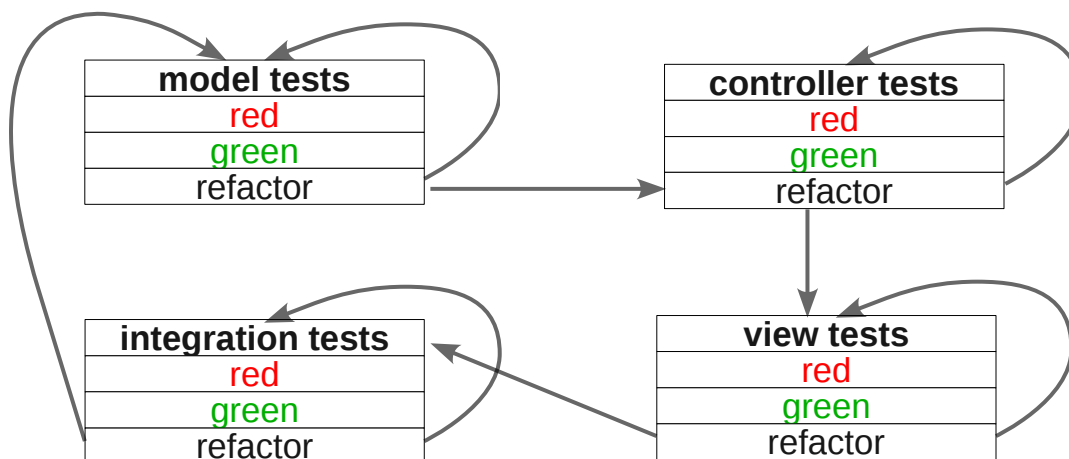 model tests
red
green
refactor
controller tests
red
green
refactor
integration tests
red
green
refactor
view tests
red
green
refactor